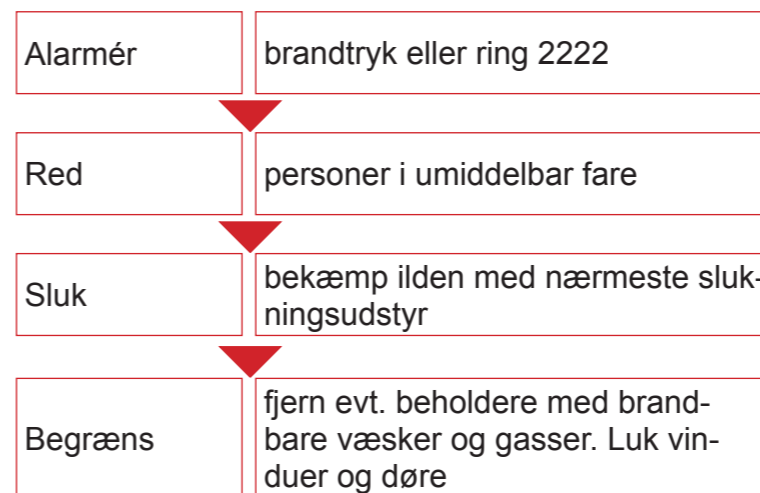 Alarmér
brandtryk eller ring 2222
Red
personer i umiddelbar fare
Sluk
bekæmp ilden med nærmeste sluk-
ningsudstyr
Begræns
fjern evt. beholdere med brand-
bare væsker og gasser. Luk vin-
duer og døre